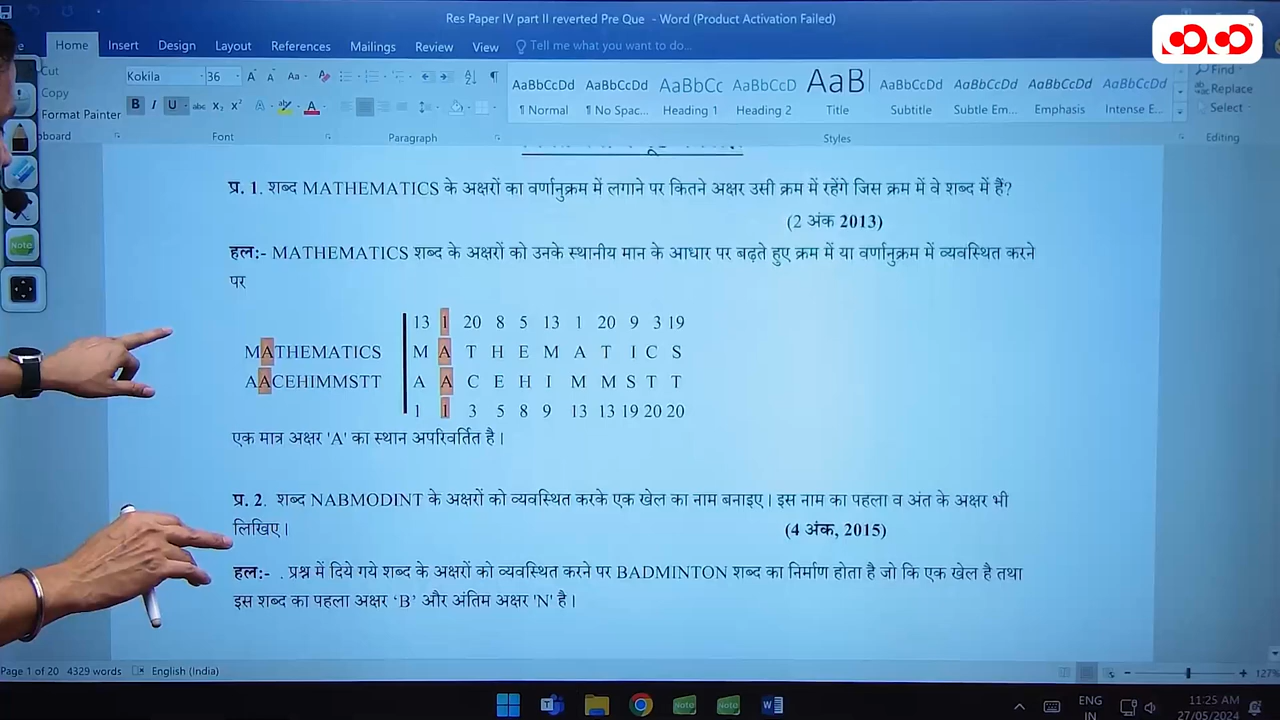 Res Paper IV part II reverted Pre Que - Word (Product Activation Failed)
Home Insert Design Layout References Mailings Review View Tell me what you want to do...
Cut
Copy
Format Painter
Kokila 36
AaBbCcDd AaBbCcDd AaBbCc AaBbCcD AaB AaBbCcDd AaBbCcDd AaBbCcDd AaBbCcDd
¶ Normal ¶ No Spac... Heading 1 Heading 2 Title Subtitle Subtle Em... Emphasis Intense E...
Find
Replace
Select
Font Paragraph Styles Editing
Note
प्र. 1. शब्द MATHEMATICS के अक्षरों का वर्णानुक्रम में लगाने पर कितने अक्षर उसी क्रम में रहेंगे जिस क्रम में वे शब्द में हैं?
(2 अंक 2013)
हल:- MATHEMATICS शब्द के अक्षरों को उनके स्थानीय मान के आधार पर बढ़ते हुए क्रम में या वर्णानुक्रम में व्यवस्थित करने
पर
13 1 20 8 5 13 1 20 9 3 19
MATHEMATICS M A T H E M A T I C S
AACEHIMMSTT A A C E H I M M S T T
1 1 3 5 8 9 13 13 19 20 20
एक मात्र अक्षर 'A' का स्थान अपरिवर्तित है।
प्र. 2. शब्द NABMODINT के अक्षरों को व्यवस्थित करके एक खेल का नाम बनाइए। इस नाम का पहला व अंत के अक्षर भी
लिखिए।
(4 अंक, 2015)
हल:- . प्रश्न में दिये गये शब्द के अक्षरों को व्यवस्थित करने पर BADMINTON शब्द का निर्माण होता है जो कि एक खेल है तथा
इस शब्द का पहला अक्षर ‘B’ और अंतिम अक्षर 'N' है।
Page 1 of 20 4329 words English (India) 127%
Note Note
ENG
IN
11:25 AM
27/05/2024